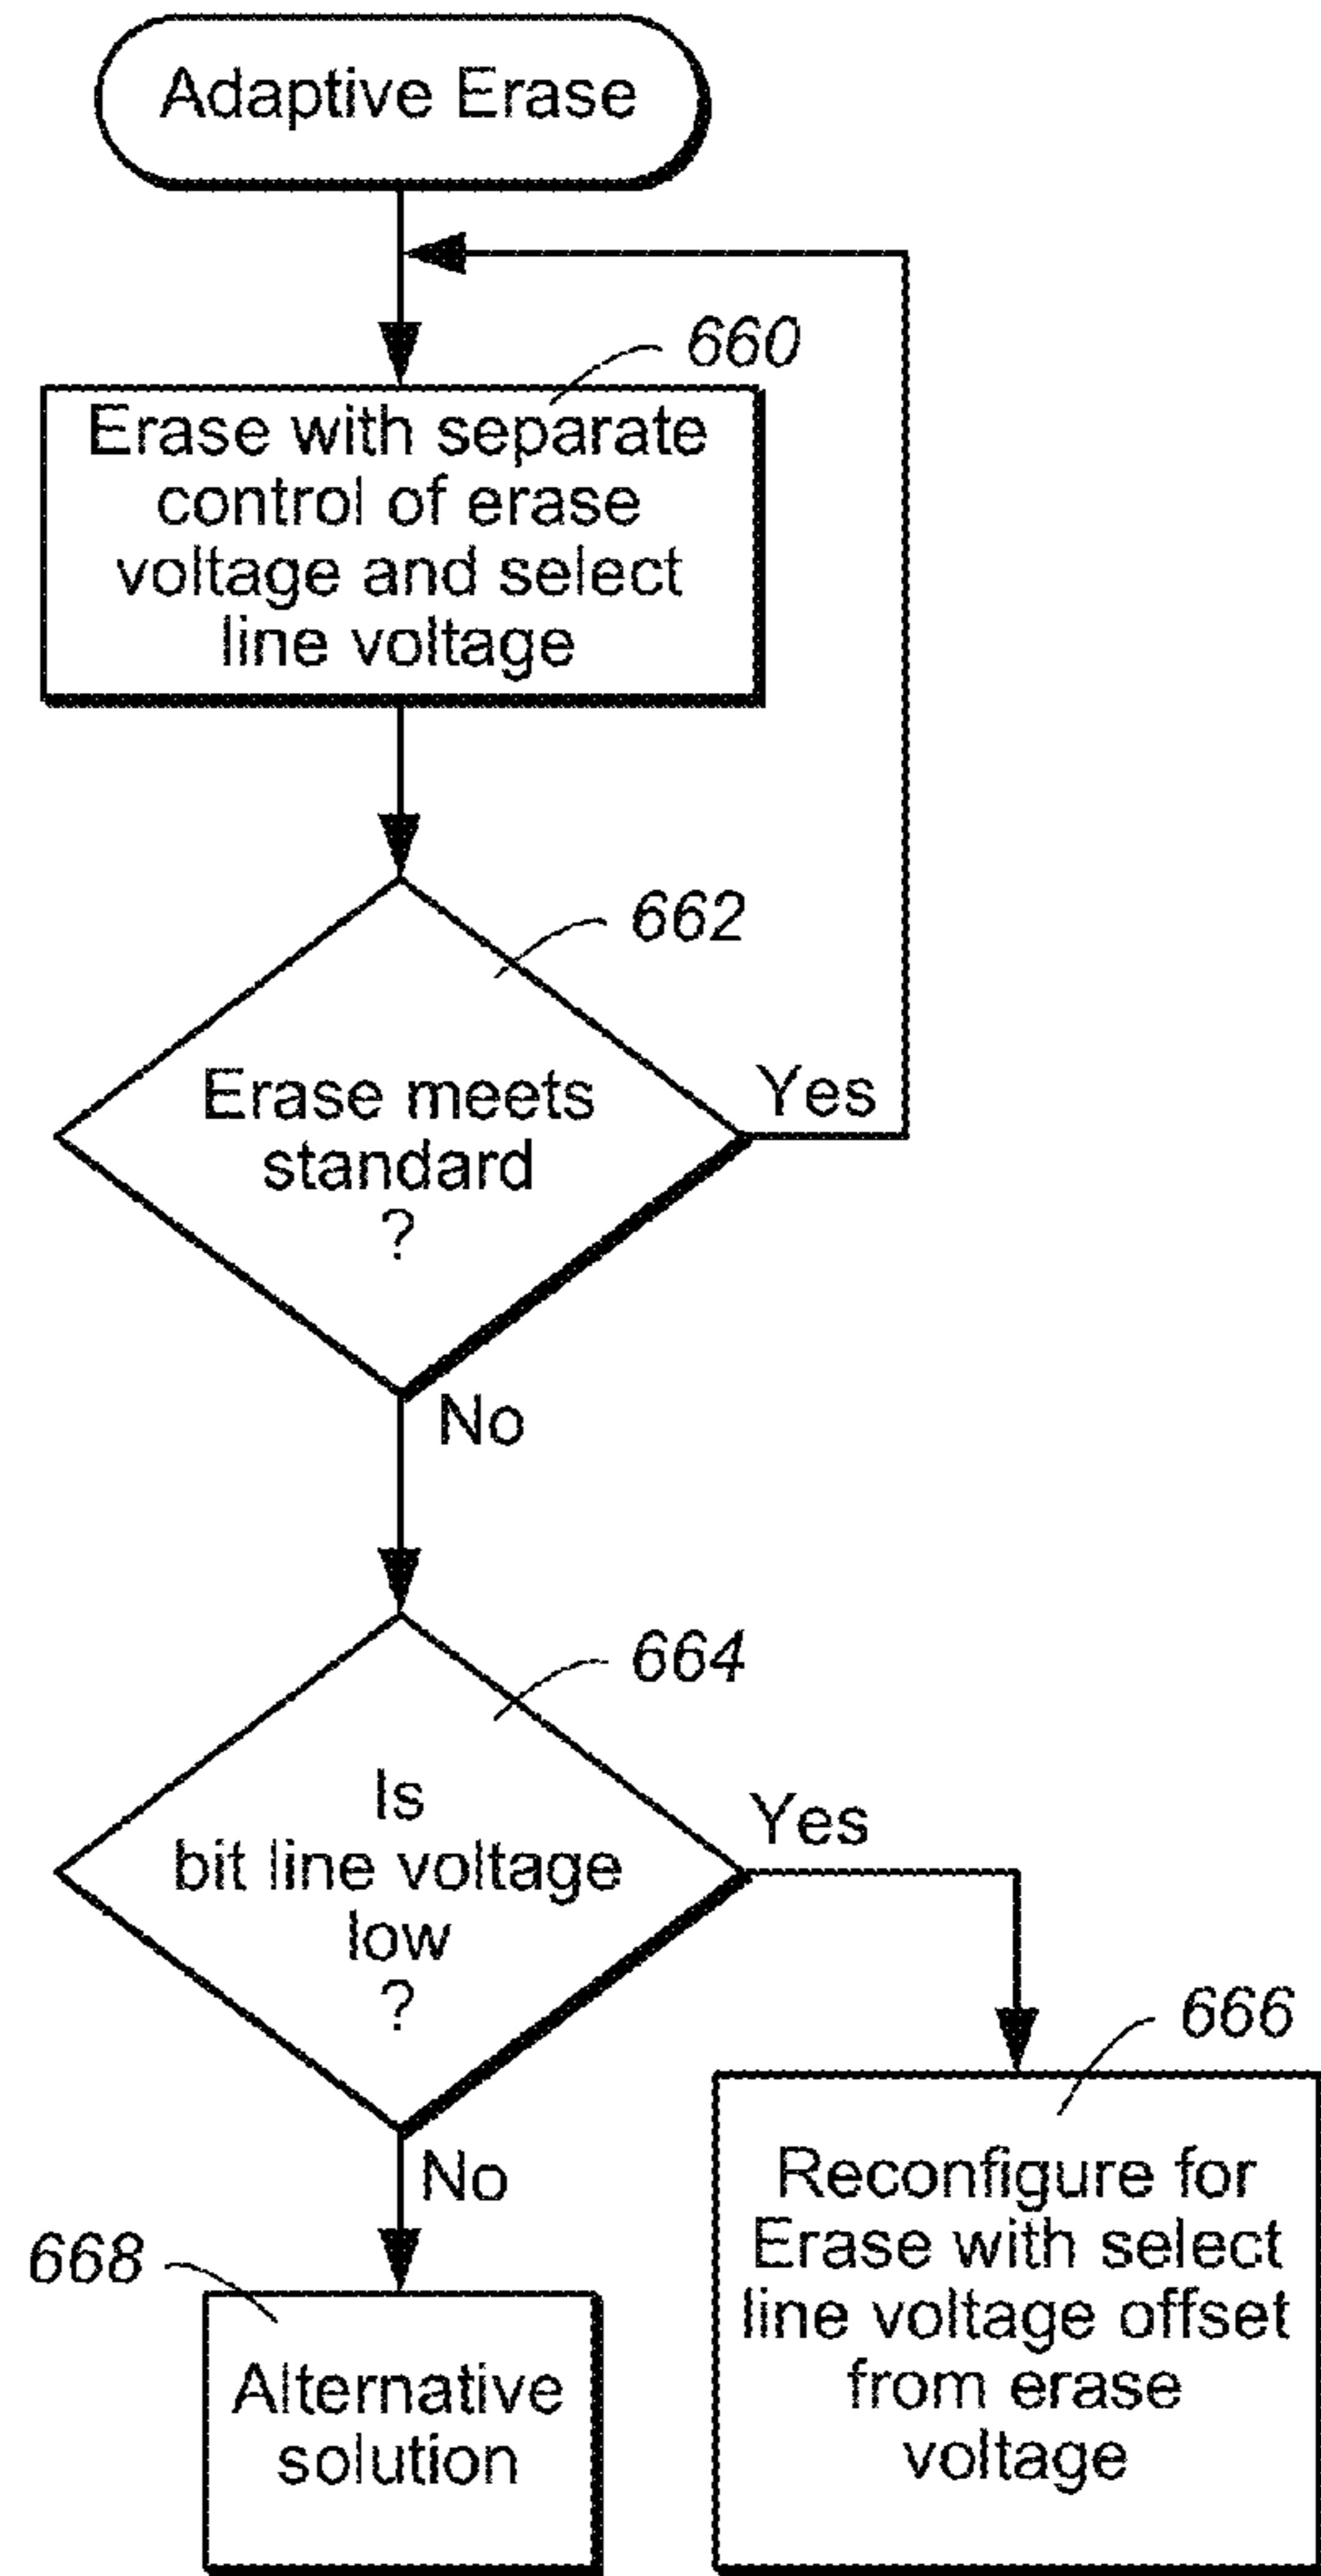 Adaptive Erase
660
Erase with separate
control of erase
voltage and select
line voltage
662
Erase meets
standard
?
Yes
No
664
Is
bit line voltage
low
?
Yes
No
666
Reconfigure for
Erase with select
line voltage offset
from erase
voltage
668
Alternative
solution